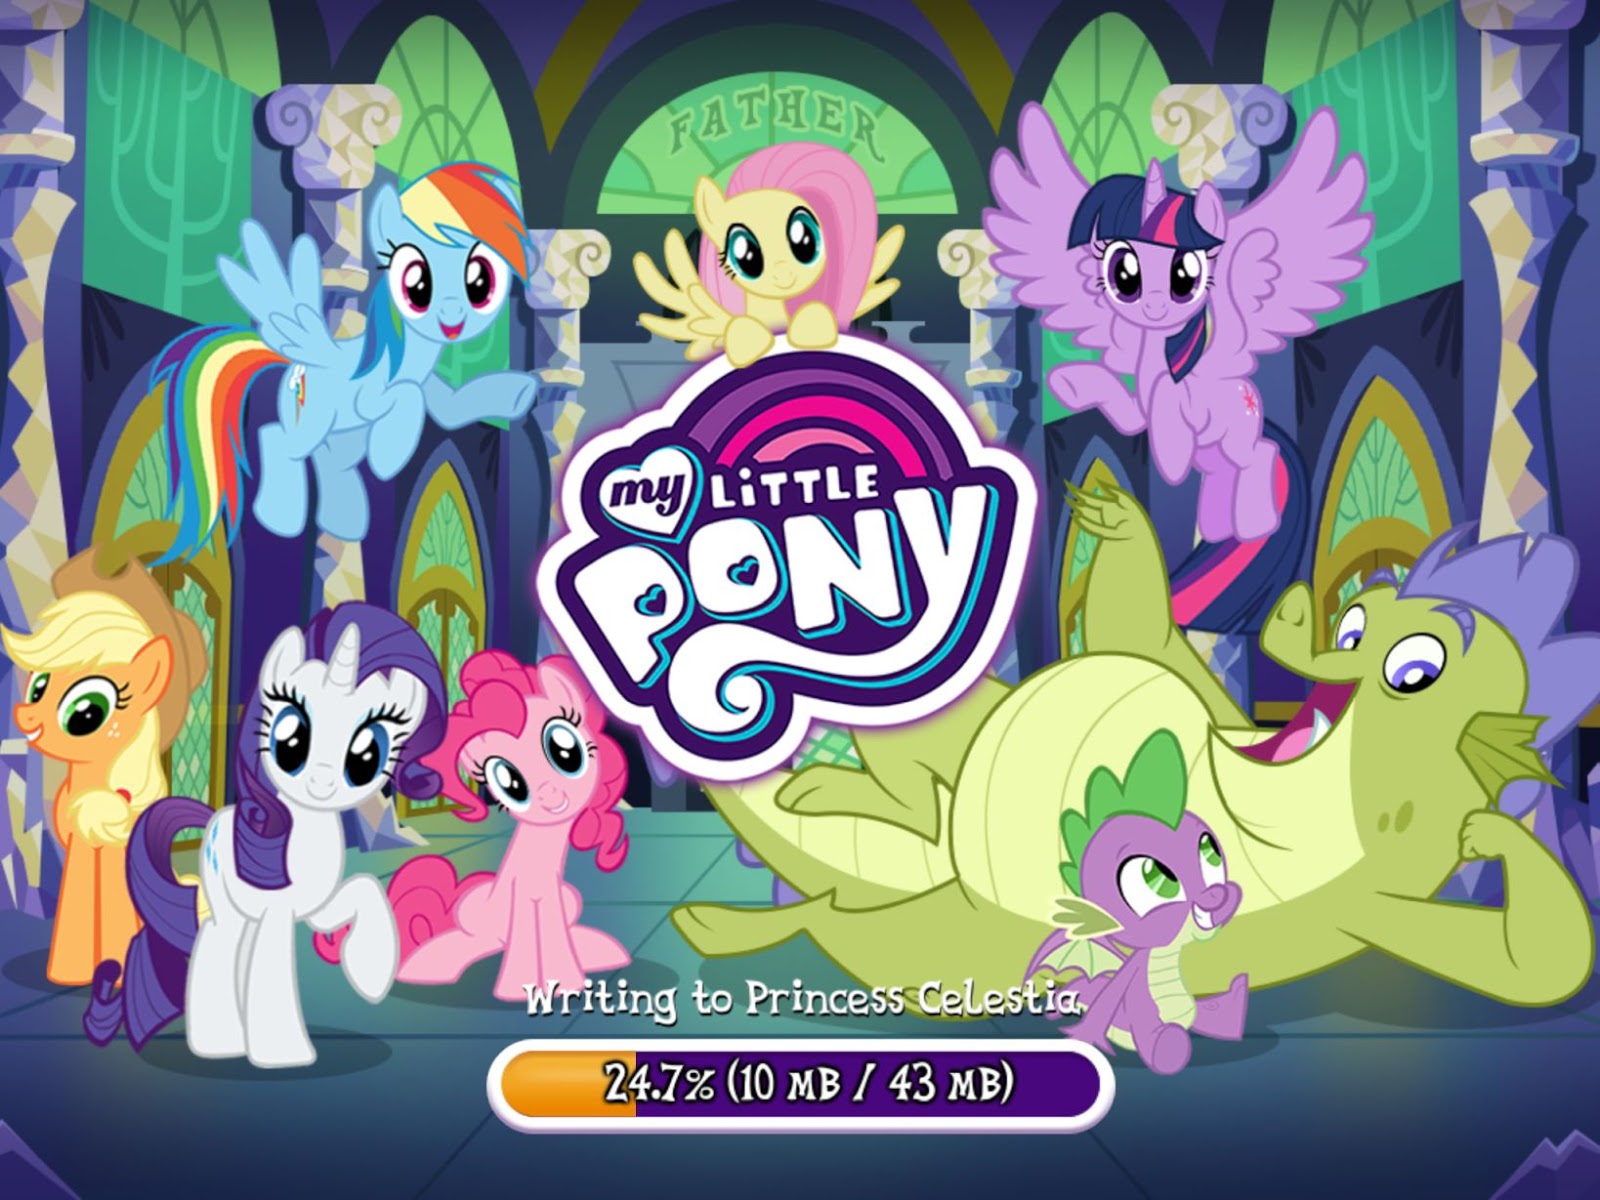 FATHER
my LiTTLE
PONY
Writing to Princess Celestia
24.7% (10 MB / 43 MB)